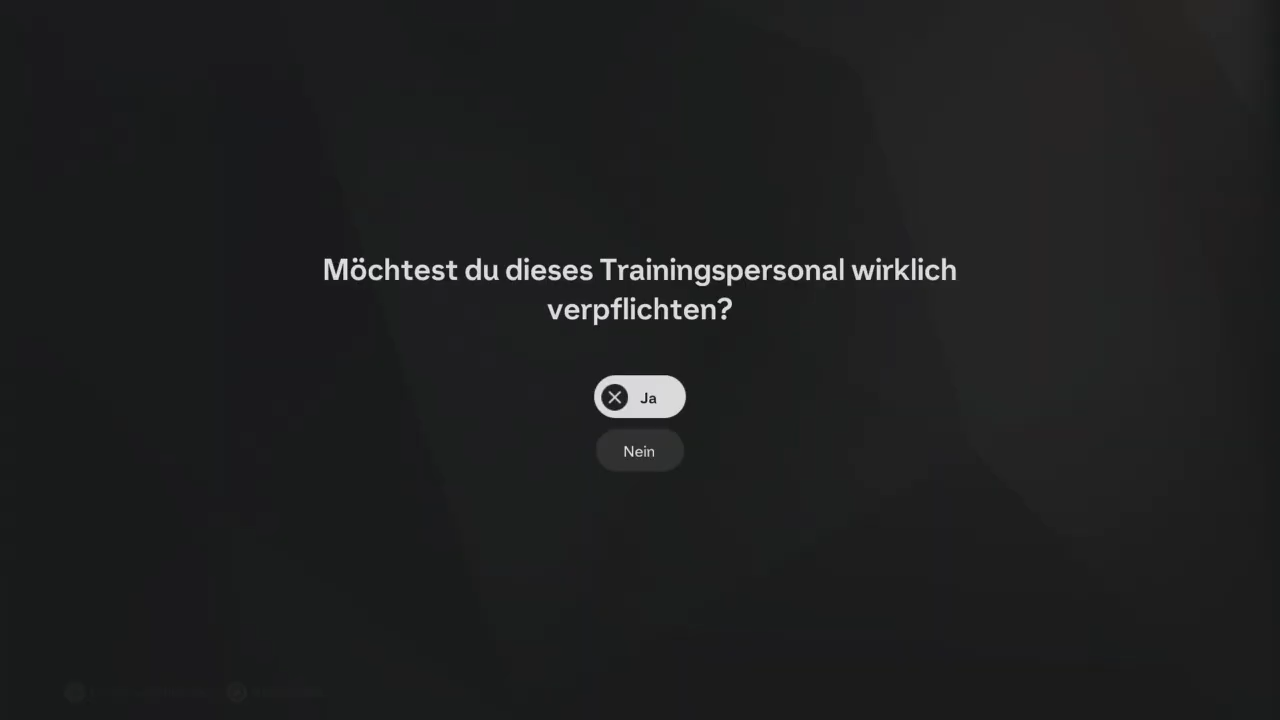 Möchtest du dieses Trainingspersonal wirklich
verpflichten?
Ja
Nein